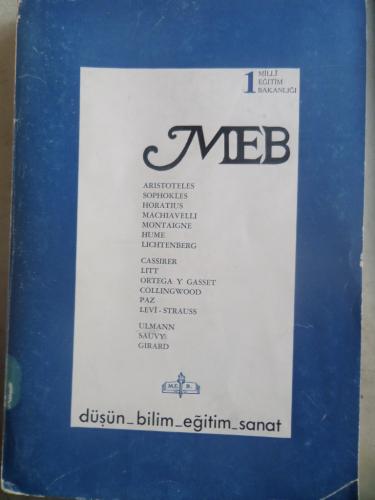 1 MİLLÎ
EĞİTİM
BAKANLIĞI
MEB
ARISTOTELES
SOPHOKLES
HORATIUS
MACHIAVELLI
MONTAIGNE
HUME
LICHTENBERG
CASSIRER
LITT
ORTEGA Y GASSET
COLLINGWOOD
PAZ
LEVİ-STRAUSS
ULMANN
SAUVY
GIRARD
M.E. B.
düşün_bilim_eğitim_sanat